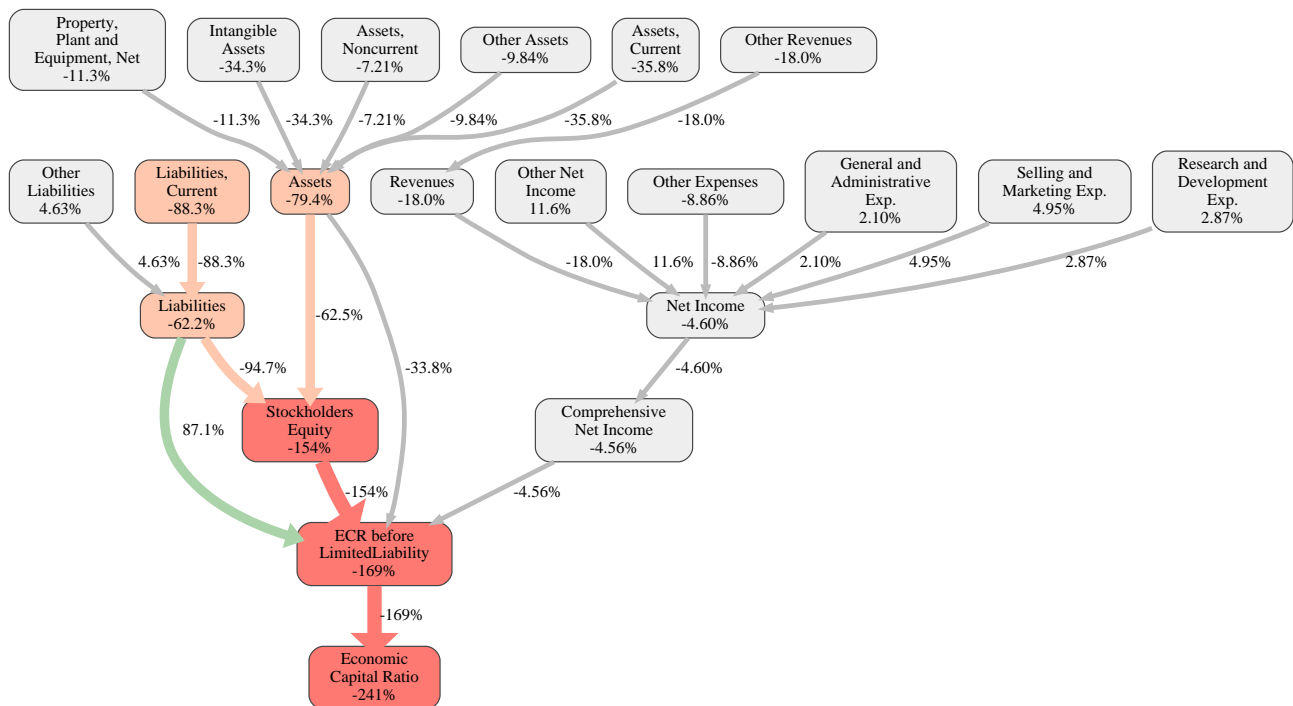 Property,
Plant and
Equipment, Net
-11.3%
Intangible
Assets
-34.3%
Assets,
Noncurrent
-7.21%
Other Assets
-9.84%
Assets,
Current
-35.8%
Other Revenues
-18.0%
-11.3%
-34.3%
-7.21%
-9.84%
-35.8%
-18.0%
Other
Liabilities
4.63%
Liabilities,
Current
-88.3%
Assets
-79.4%
Revenues
-18.0%
Other Net
Income
11.6%
Other Expenses
-8.86%
General and
Administrative
Exp.
2.10%
Selling and
Marketing Exp.
4.95%
Research and
Development
Exp.
2.87%
4.63%
-88.3%
-18.0%
11.6%
-8.86%
2.10%
4.95%
2.87%
Liabilities
-62.2%
-62.5%
Net Income
-4.60%
-94.7%
-33.8%
-4.60%
87.1%
Stockholders
Equity
-154%
Comprehensive
Net Income
-4.56%
-154%
-4.56%
ECR before
LimitedLiability
-169%
-169%
Economic
Capital Ratio
-241%